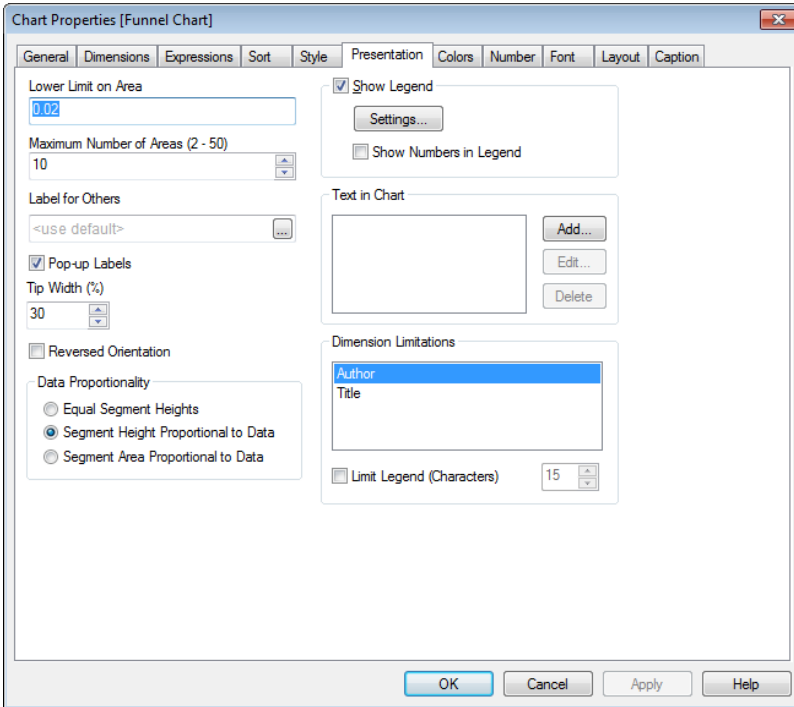 Chart Properties [Funnel Chart]
General Dimensions Expressions Sort Style Presentation Colors Number Font Layout Caption
Lower Limit on Area
0.02
Maximum Number of Areas (2 - 50)
10
Label for Others
<use default> ...
Pop-up Labels
Tip Width (%)
30
Reversed Orientation
Data Proportionality
Equal Segment Heights
Segment Height Proportional to Data
Segment Area Proportional to Data
Show Legend
Settings...
Show Numbers in Legend
Text in Chart
Add...
Edit...
Delete
Dimension Limitations
Author
Title
Limit Legend (Characters) 15
OK Cancel Apply Help